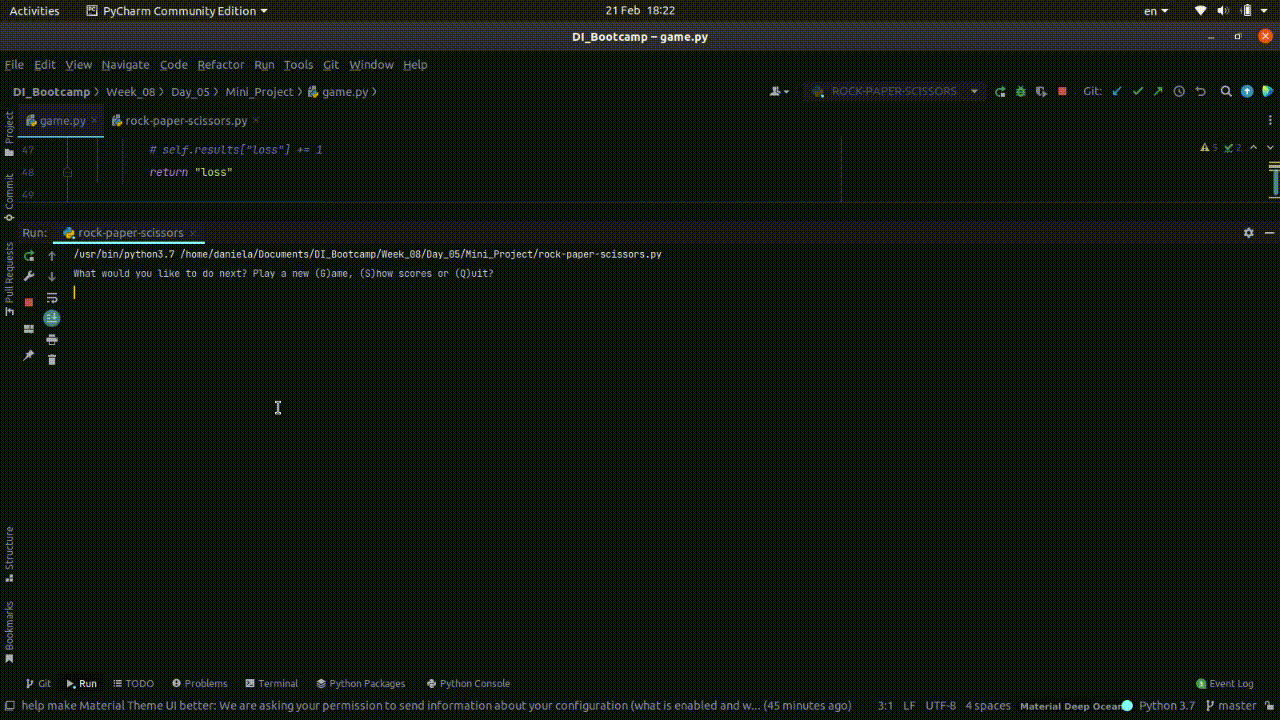 Activities PyCharm Community Edition 21 Feb 18:22 en
DI_Bootcamp – game.py
File Edit View Navigate Code Refactor Run Tools Git Window Help
DI_Bootcamp Week_08 Day_05 Mini_Project game.py ROCK-PAPER-SCISSORS Git:
Project
game.py rock-paper-scissors.py
47 # self.results["loss"] += 1 5 2
48 return "loss"
49
Commit
Run: rock-paper-scissors
Pull Requests
/usr/bin/python3.7 /home/daniela/Documents/DI_Bootcamp/Week_08/Day_05/Mini_Project/rock-paper-scissors.py
What would you like to do next? Play a new (G)ame, (S)how scores or (Q)uit?
Structure
Bookmarks
Git Run TODO Problems Terminal Python Packages Python Console Event Log
help make Material Theme UI better: We are asking your permission to send information about your configuration (what is enabled and w... (45 minutes ago) 3:1 LF UTF-8 4 spaces Material Deep Ocean Python 3.7 master